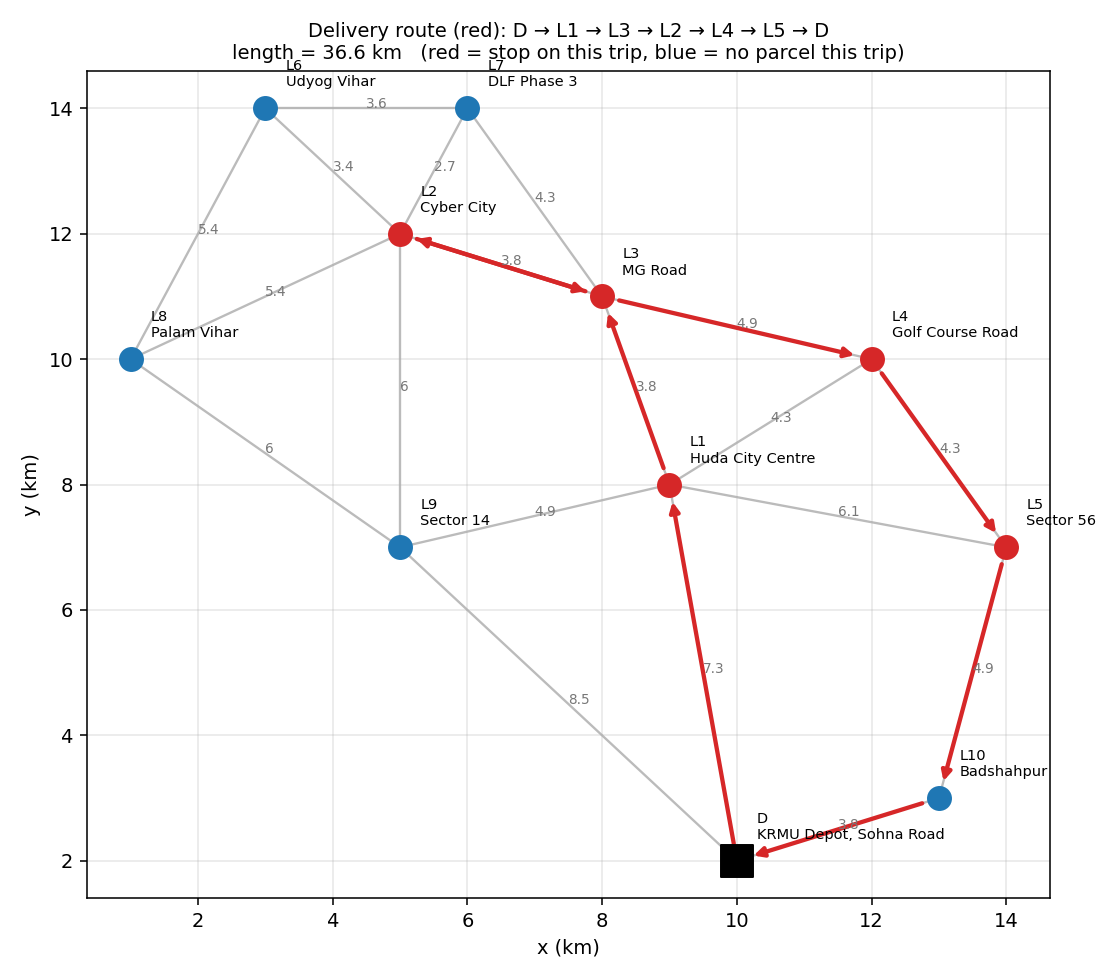 Delivery route (red): D → L1 → L3 → L2 → L4 → L5 → D
length = 36.6 km   (red = stop on this trip, blue = no parcel this trip)
L6
Udyog Vihar
L7
DLF Phase 3
3.6
3.4
2.7
L2
Cyber City
4.3
5.4
3.8
L3
MG Road
5.4
L8
Palam Vihar
4.9
L4
Golf Course Road
6
3.8
4.3
6
L1
Huda City Centre
4.3
L9
Sector 14
4.9
6.1
L5
Sector 56
7.3
4.9
8.5
L10
Badshahpur
D
KRMU Depot, Sohna Road
14
12
10
8
6
4
2
2
4
6
8
10
12
14
x (km)
y (km)